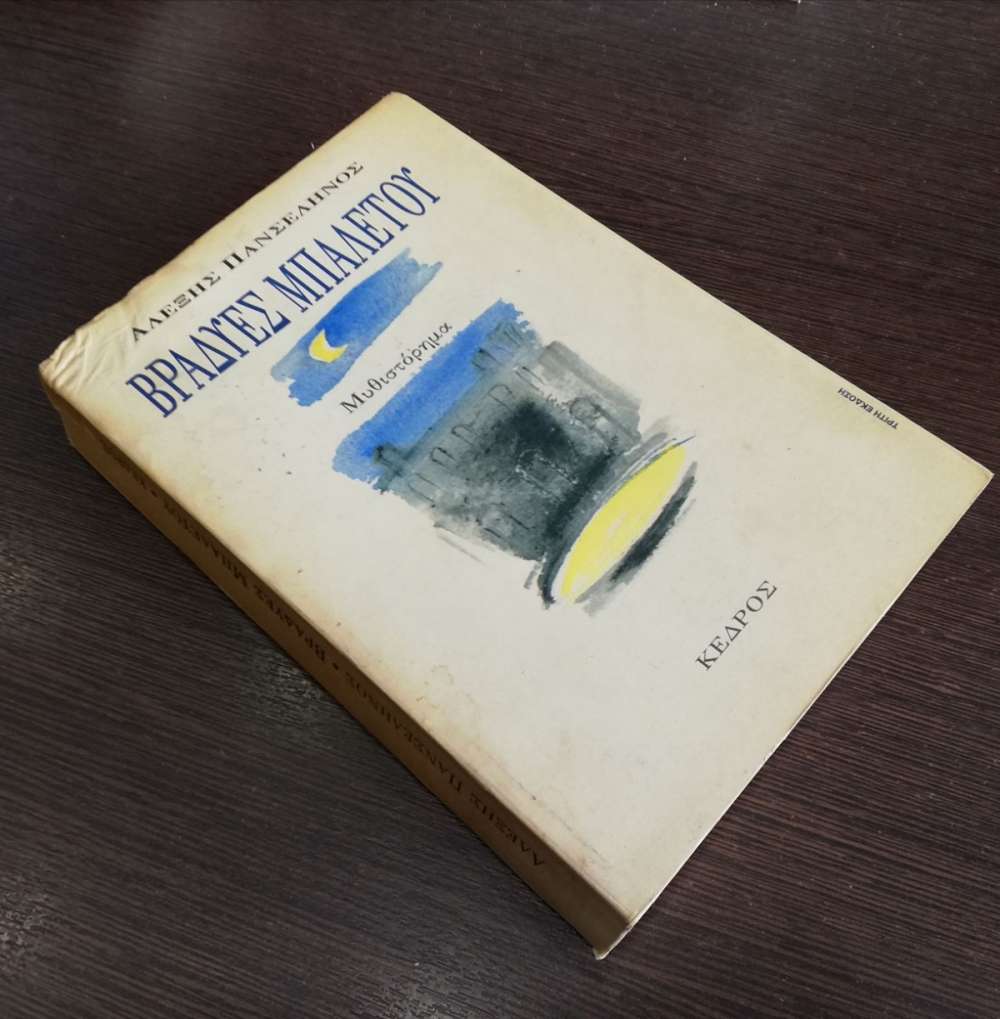 ΑΛΕΞΗΣ ΠΑΝΣΕΛΗΝΟΣ
ΒΡΑΔΥΕΣ ΜΠΑΛΕΤΟΥ
Μυθιστόρημα
ΤΡΙΤΗ ΕΚΔΟΣΗ
ΚΕΔΡΟΣ
ΑΛΕΞΗΣ ΠΑΝΣΕΛΗΝΟΣ • ΒΡΑΔΥΕΣ ΜΠΑΛΕΤΟΥ •